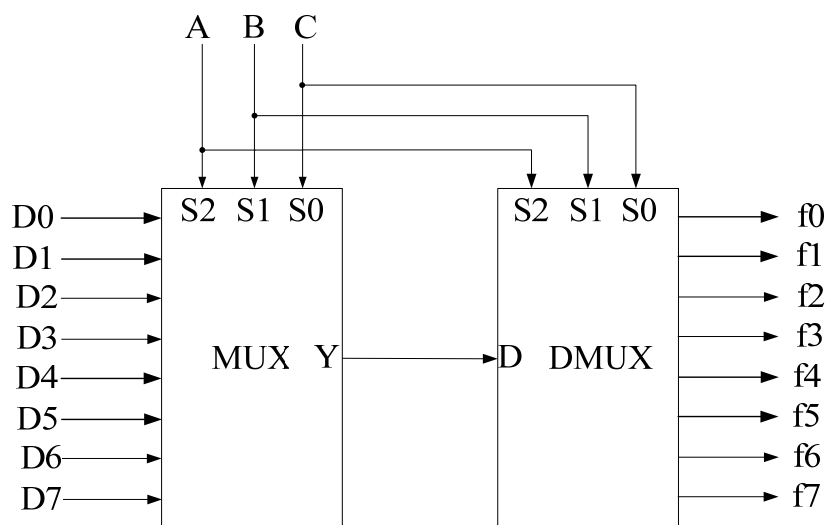 A B C
S2 S1 S0 S2 S1 S0
D0 f0
D1 f1
D2 f2
D3 f3
MUX Y D DMUX
D4 f4
D5 f5
D6 f6
D7 f7